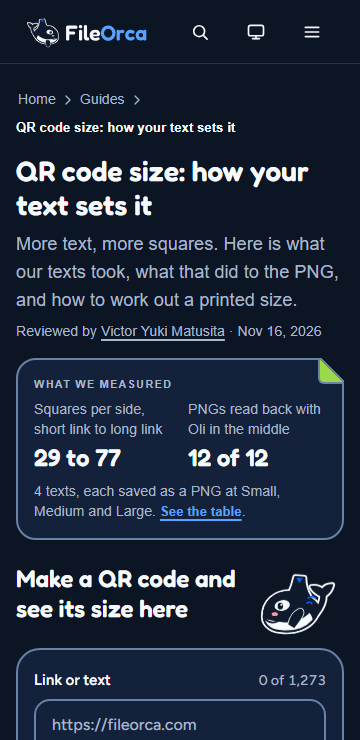 FileOrca
Home > Guides >
QR code size: how your text sets it
QR code size: how your
text sets it
More text, more squares. Here is what
our texts took, what that did to the PNG,
and how to work out a printed size.
Reviewed by Victor Yuki Matusita · Nov 16, 2026
WHAT WE MEASURED
Squares per side,
short link to long link
29 to 77
PNGs read back with
Oli in the middle
12 of 12
4 texts, each saved as a PNG at Small,
Medium and Large. See the table.
Make a QR code and
see its size here
Link or text
0 of 1,273
https://fileorca.com